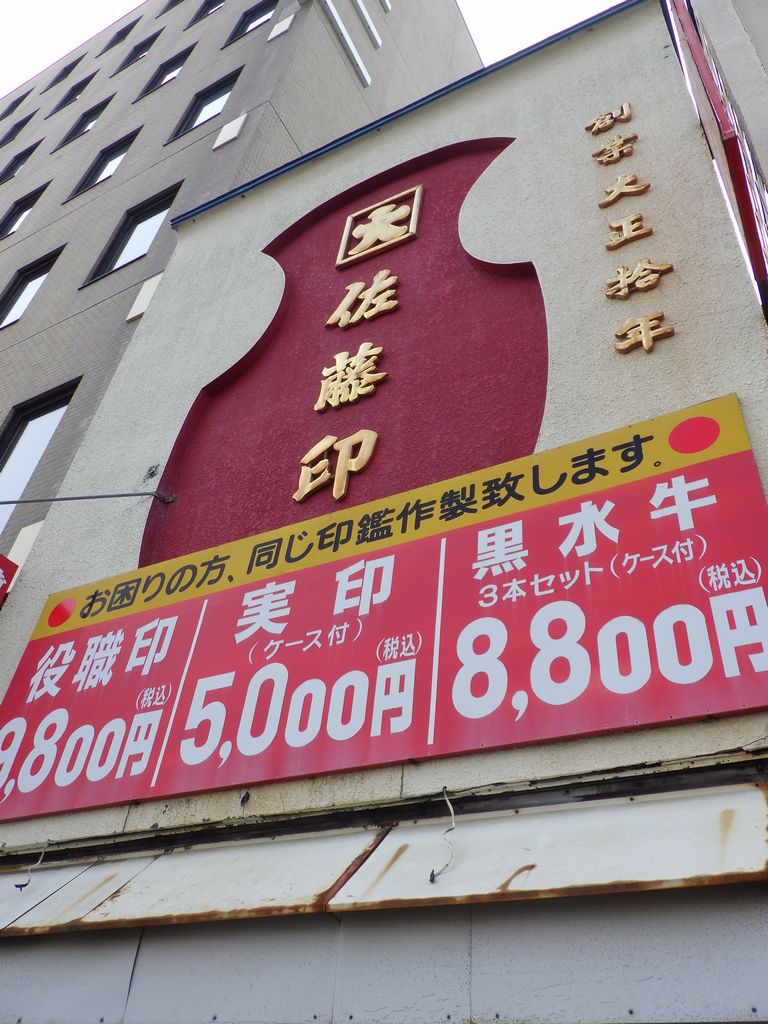 創業大正拾年
大
佐藤印
お困りの方、同じ印鑑作製致します。
役職印
(税込)
9,800円
実印
(ケース付)
(税込)
5,000円
黒水牛
3本セット(ケース付)
(税込)
8,800円